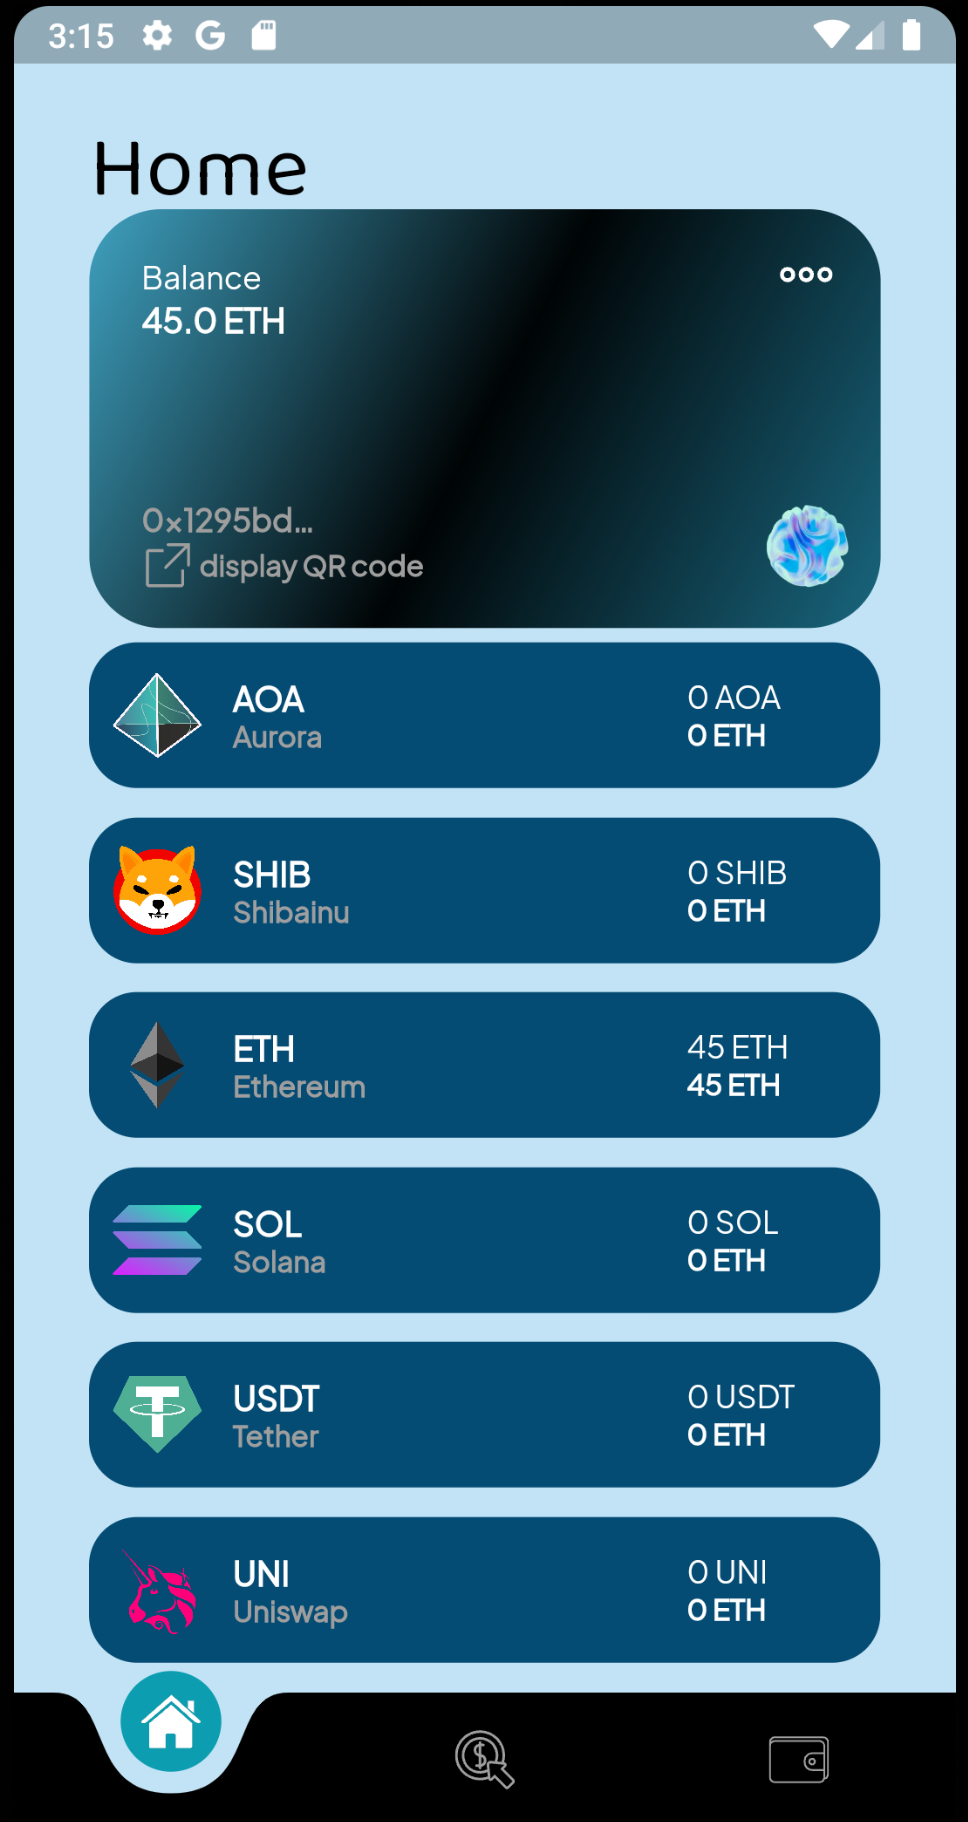 3:15
Home
Balance
45.0 ETH
0x1295bd...
display QR code
AOA
Aurora
0 AOA
0 ETH
SHIB
Shibainu
0 SHIB
0 ETH
ETH
Ethereum
45 ETH
45 ETH
SOL
Solana
0 SOL
0 ETH
USDT
Tether
0 USDT
0 ETH
UNI
Uniswap
0 UNI
0 ETH